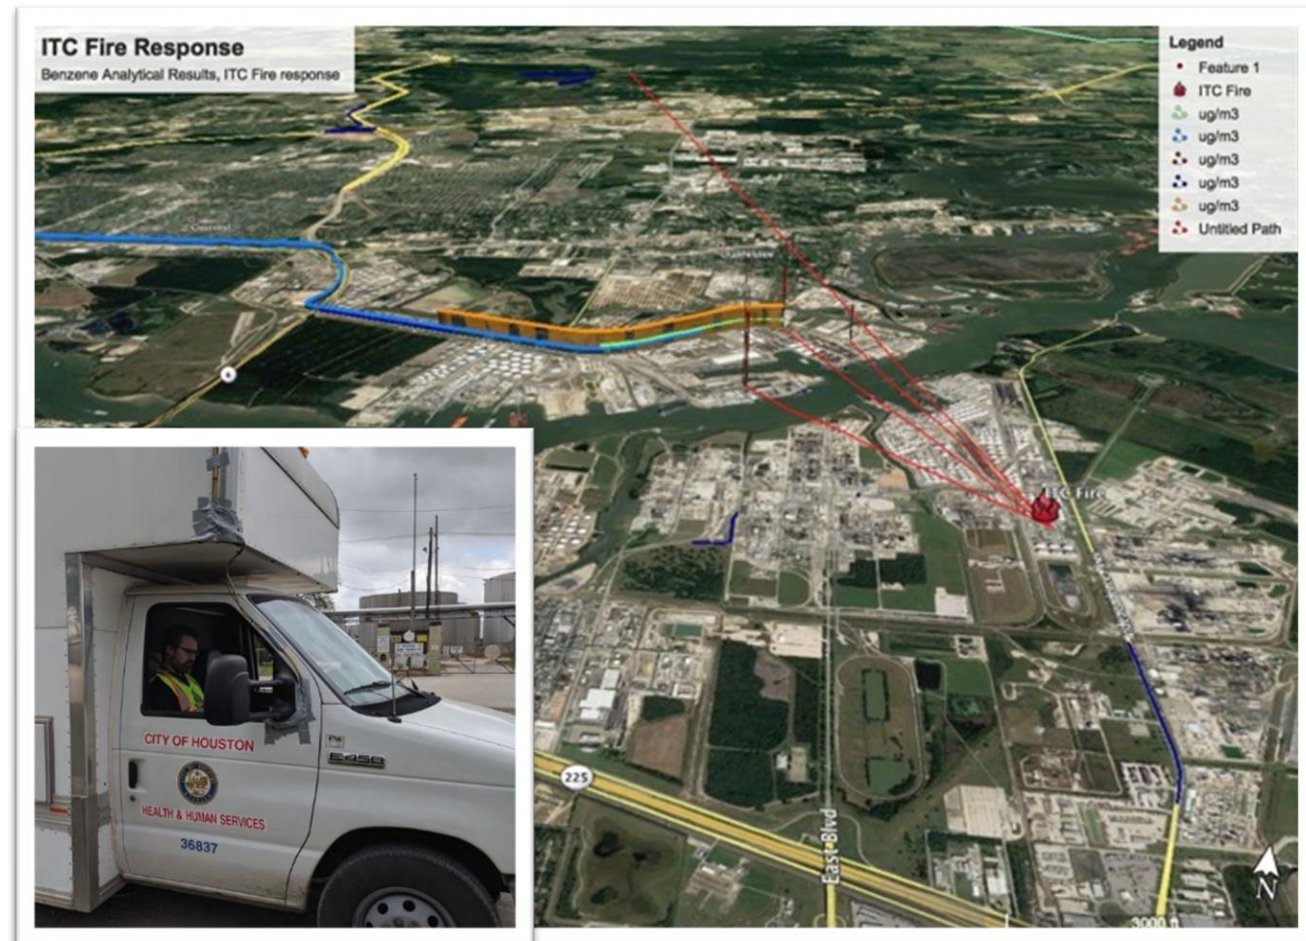 ITC Fire Response
Benzene Analytical Results, ITC Fire response
Legend
Feature 1
ITC Fire
ug/m3
ug/m3
ug/m3
ug/m3
ug/m3
Untitled Path
ITC Fire
225
East Blvd
3000 ft
N
CITY OF HOUSTON
E450
HEALTH & HUMAN SERVICES
36837